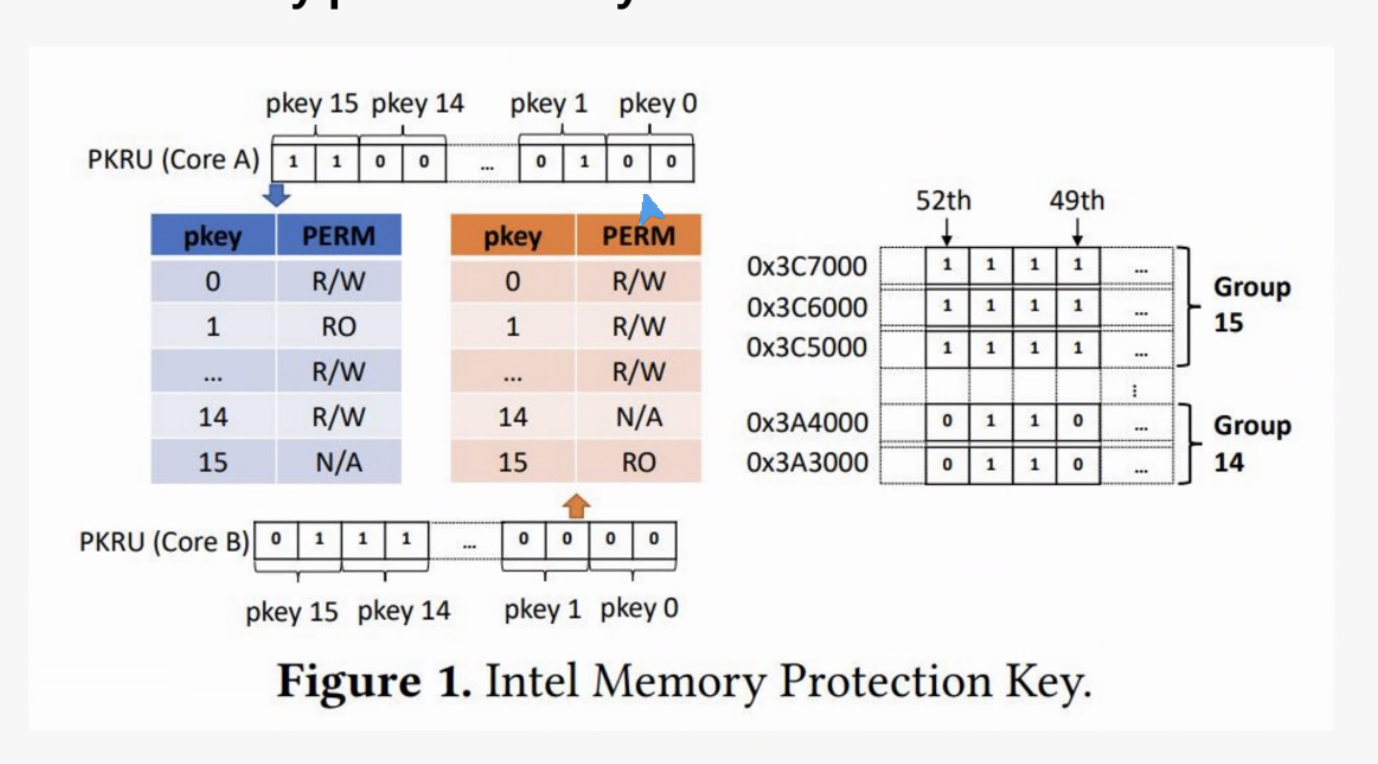 pkey 15 pkey 14 pkey 1 pkey 0
PKRU (Core A) 1 1 0 0 ... 0 1 0 0
pkey PERM
0 R/W
1 RO
... R/W
14 R/W
15 N/A
pkey PERM
0 R/W
1 R/W
... R/W
14 N/A
15 RO
PKRU (Core B) 0 1 1 1 ... 0 0 0 0
pkey 15 pkey 14 pkey 1 pkey 0
52th 49th
0x3C7000 1 1 1 1 ...
0x3C6000 1 1 1 1 ...
0x3C5000 1 1 1 1 ...
Group
15
0x3A4000 0 1 1 0 ...
0x3A3000 0 1 1 0 ...
Group
14
Figure 1. Intel Memory Protection Key.